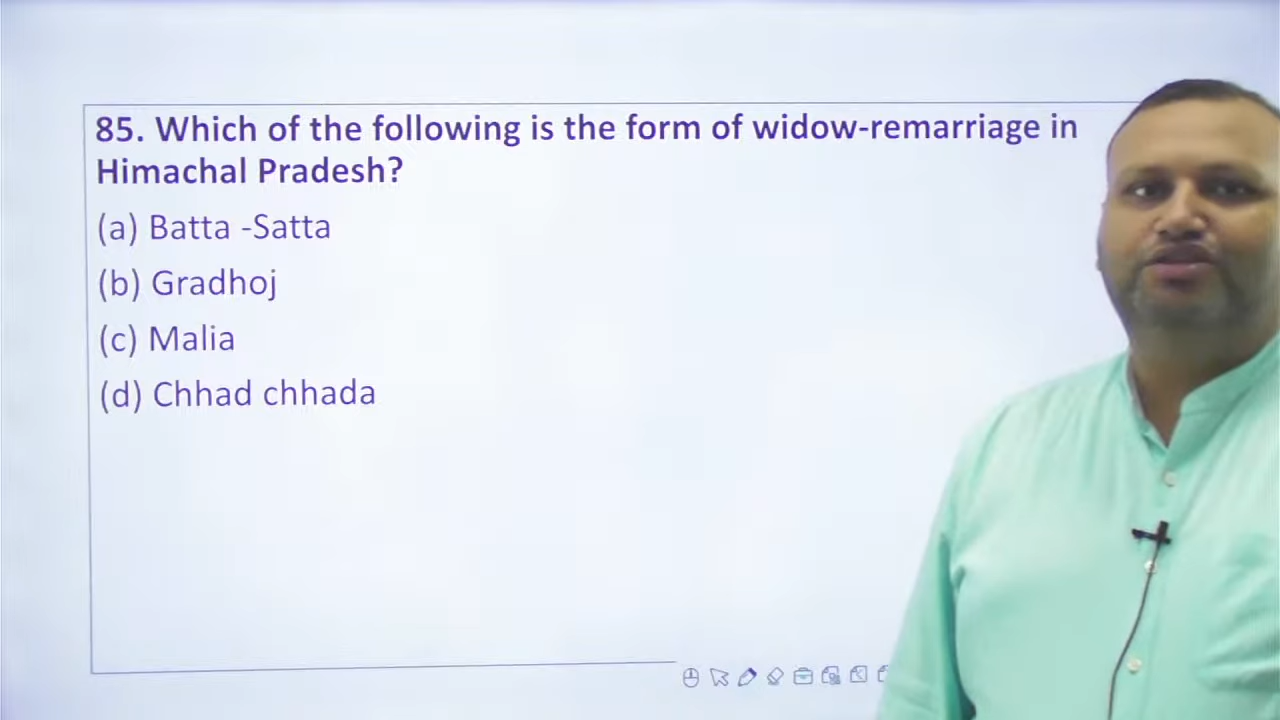 85. Which of the following is the form of widow-remarriage in
Himachal Pradesh?
(a) Batta -Satta
(b) Gradhoj
(c) Malia
(d) Chhad chhada